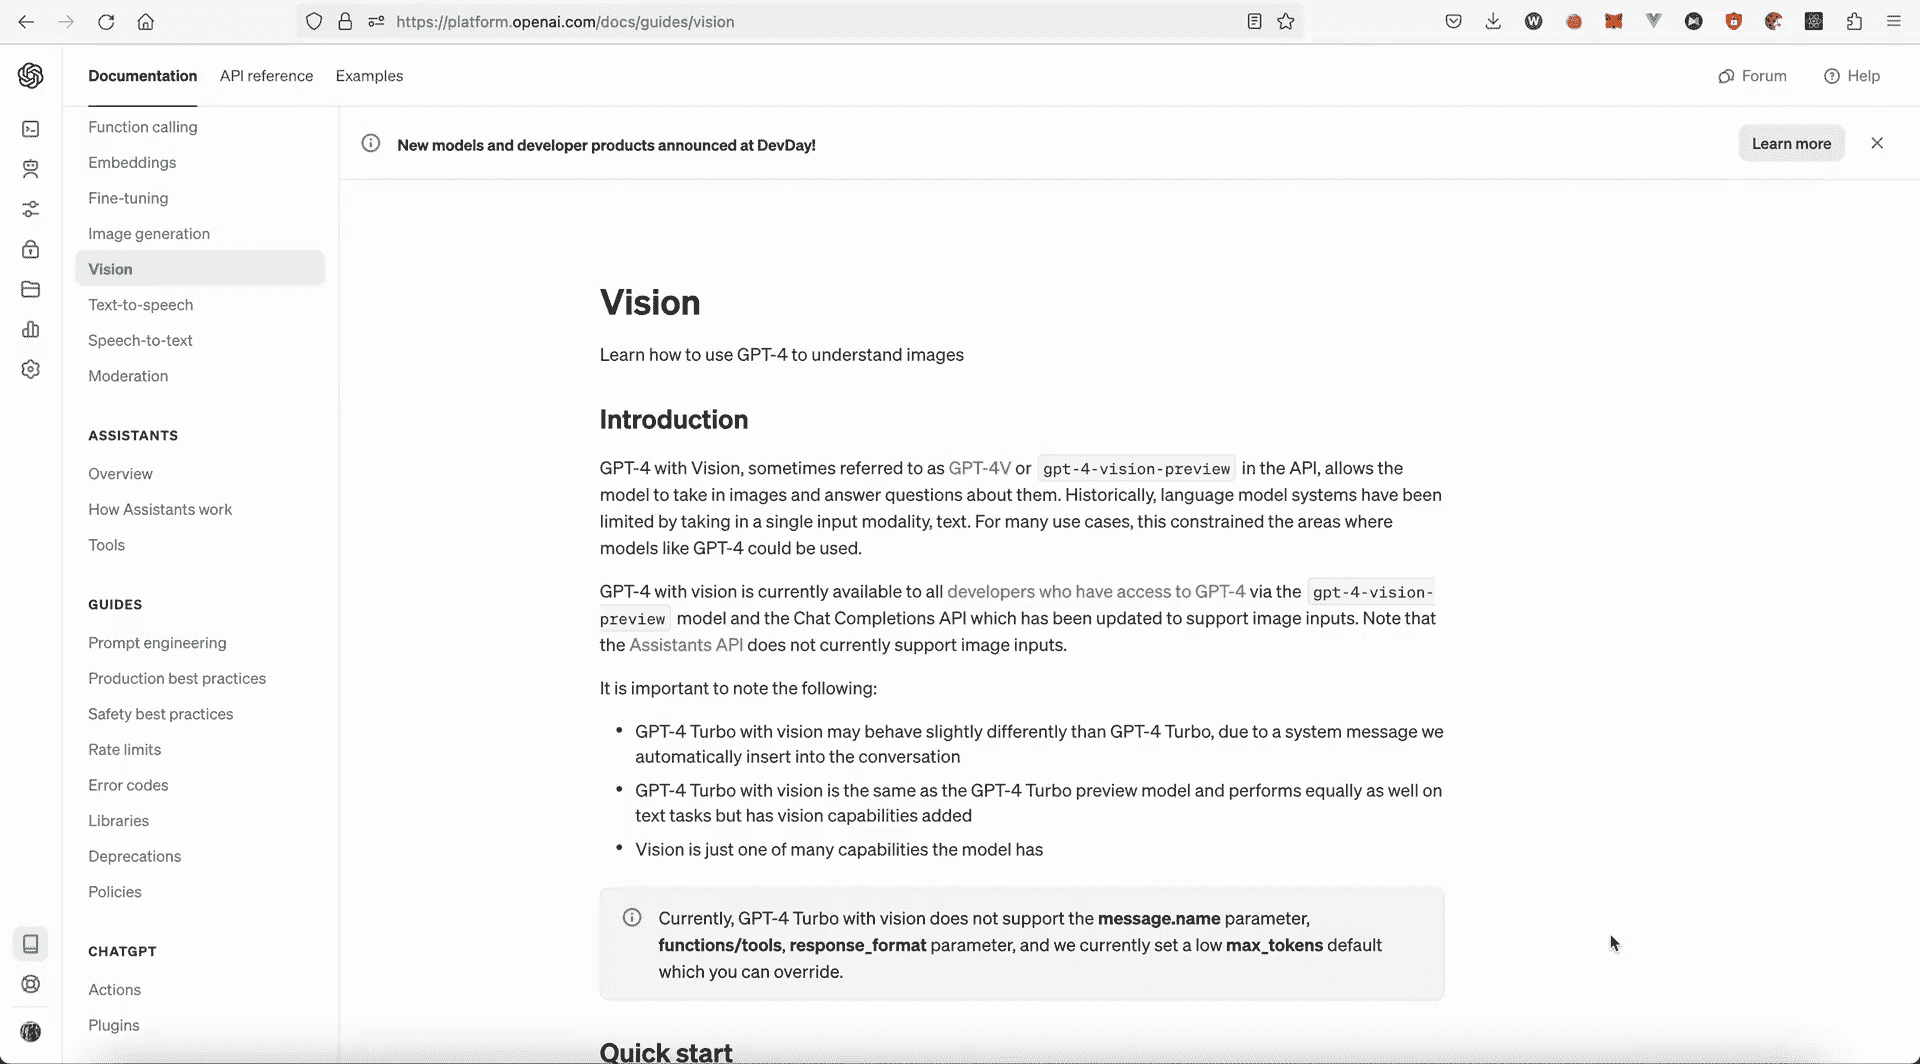 https://platform.openai.com/docs/guides/vision
Documentation
API reference
Examples
Forum
Help
Function calling
Embeddings
Fine-tuning
Image generation
Vision
Text-to-speech
Speech-to-text
Moderation
ASSISTANTS
Overview
How Assistants work
Tools
GUIDES
Prompt engineering
Production best practices
Safety best practices
Rate limits
Error codes
Libraries
Deprecations
Policies
CHATGPT
Actions
Plugins
New models and developer products announced at DevDay!
Learn more
Vision
Learn how to use GPT-4 to understand images
Introduction
GPT-4 with Vision, sometimes referred to as GPT-4V or gpt-4-vision-preview in the API, allows the
model to take in images and answer questions about them. Historically, language model systems have been
limited by taking in a single input modality, text. For many use cases, this constrained the areas where
models like GPT-4 could be used.
GPT-4 with vision is currently available to all developers who have access to GPT-4 via the gpt-4-vision-
preview model and the Chat Completions API which has been updated to support image inputs. Note that
the Assistants API does not currently support image inputs.
It is important to note the following:
• GPT-4 Turbo with vision may behave slightly differently than GPT-4 Turbo, due to a system message we
automatically insert into the conversation
• GPT-4 Turbo with vision is the same as the GPT-4 Turbo preview model and performs equally as well on
text tasks but has vision capabilities added
• Vision is just one of many capabilities the model has
Currently, GPT-4 Turbo with vision does not support the message.name parameter,
functions/tools, response_format parameter, and we currently set a low max_tokens default
which you can override.
Quick start